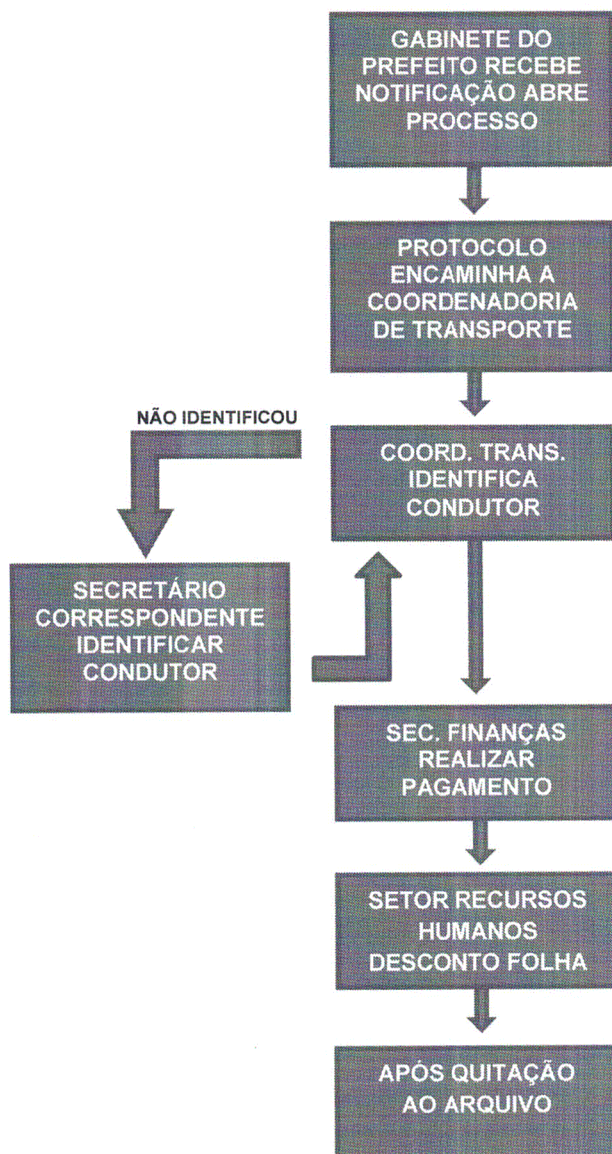 GABINETE DO
PREFEITO RECEBE
NOTIFICAÇÃO ABRE
PROCESSO
PROTOCOLO
ENCAMINHA A
COORDENADORIA
DE TRANSPORTE
NÃO IDENTIFICOU
COORD. TRANS.
IDENTIFICA
CONDUTOR
SECRETÁRIO
CORRESPONDENTE
IDENTIFICAR
CONDUTOR
SEC. FINANÇAS
REALIZAR
PAGAMENTO
SETOR RECURSOS
HUMANOS
DESCONTO FOLHA
APÓS QUITAÇÃO
AO ARQUIVO